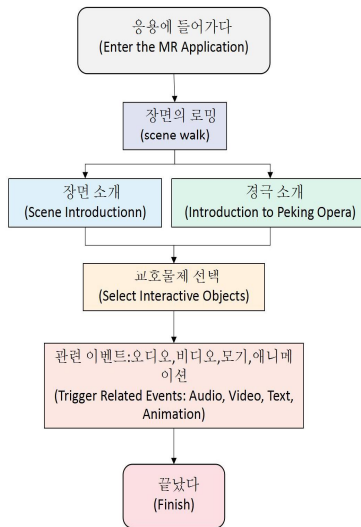 응용에 들어가다
(Enter the MR Application)
장면의 로밍
(scene walk)
장면 소개
(Scene Introductionn)
경극 소개
(Introduction to Peking Opera)
교호물체 선택
(Select Interactive Objects)
관련 이벤트:오디오,비디오,모기,애니메
이션
(Trigger Related Events: Audio, Video, Text,
Animation)
끝났다
(Finish)